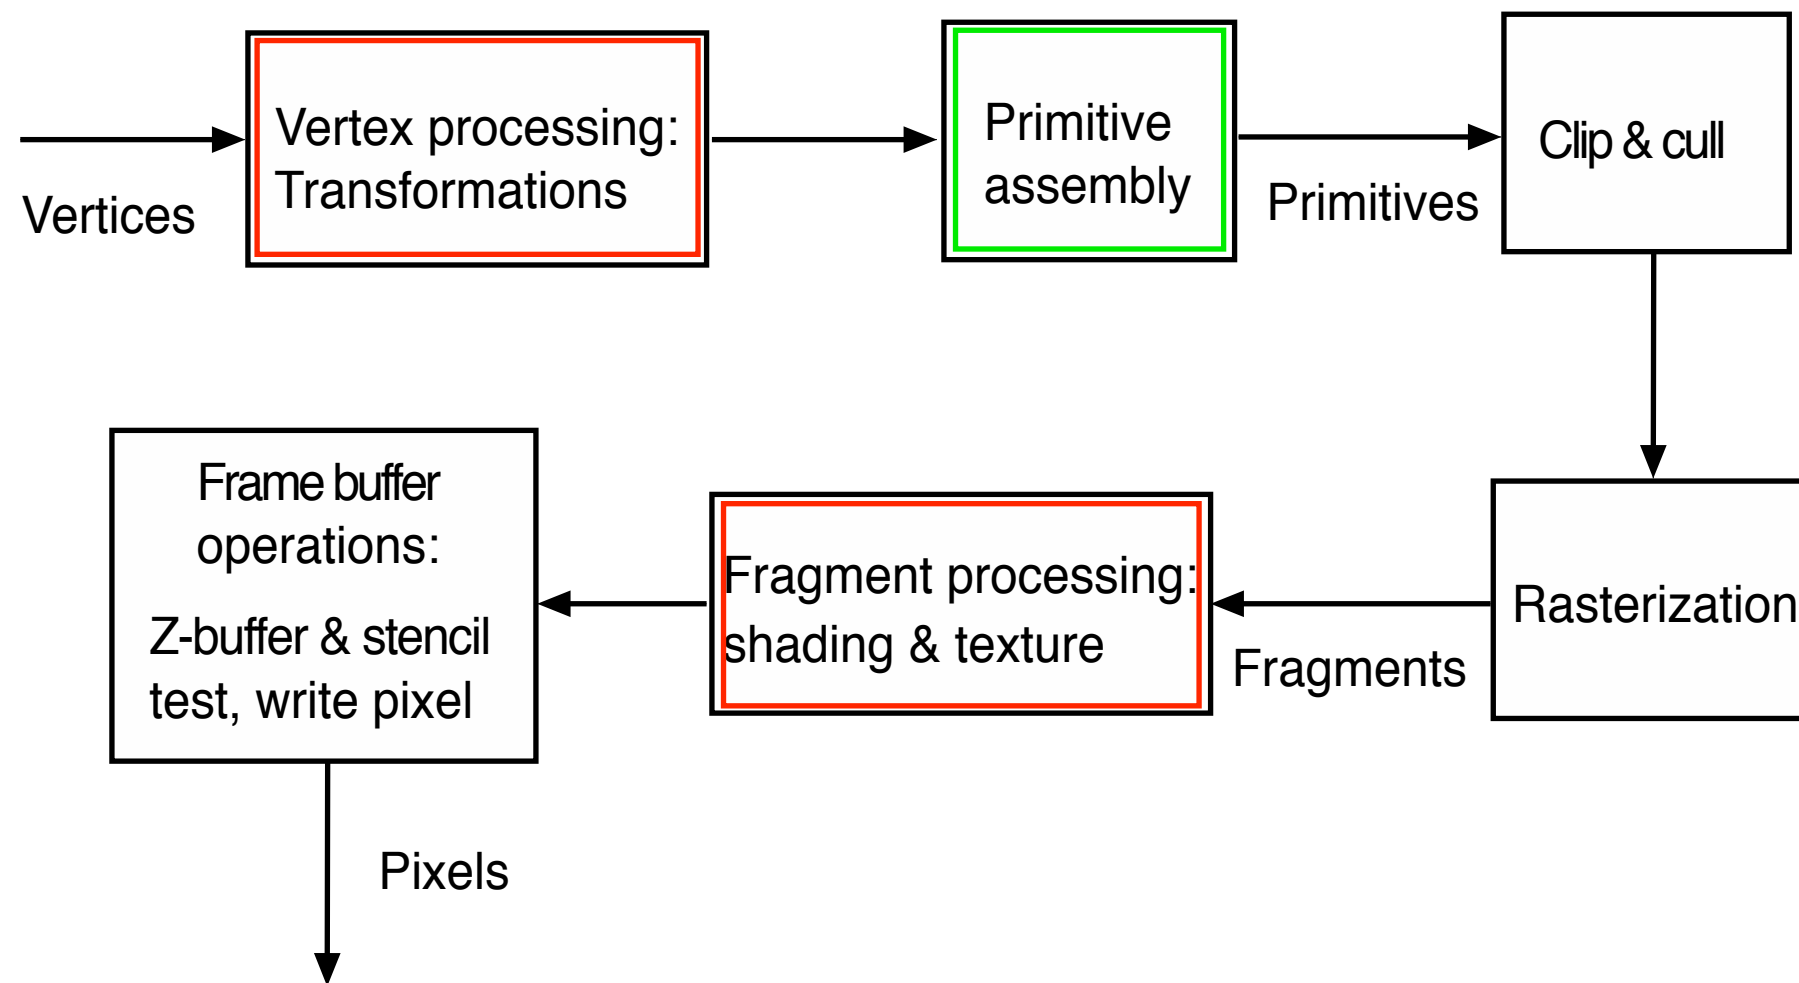 Vertices
Vertex processing:
Transformations
Primitive
assembly
Primitives
Clip & cull
Rasterization
Fragments
Fragment processing:
shading & texture
Frame buffer
operations:
Z-buffer & stencil
test, write pixel
Pixels